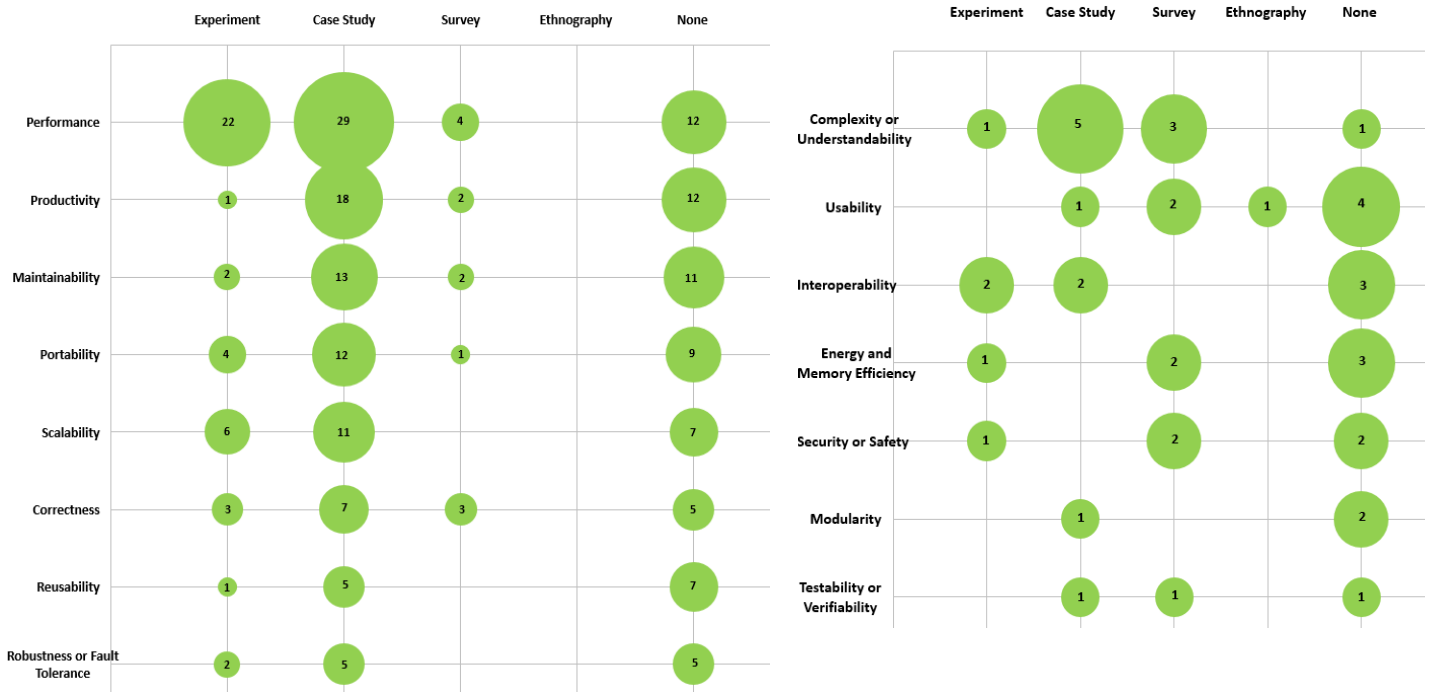 Experiment Case Study Survey Ethnography None
Performance 22 29 4 12
Productivity 1 18 2 12
Maintainability 2 13 2 11
Portability 4 12 1 9
Scalability 6 11 7
Correctness 3 7 3 5
Reusability 1 5 7
Robustness or Fault
Tolerance 2 5 5
Experiment Case Study Survey Ethnography None
Complexity or
Understandability 1 5 3 1
Usability 1 2 1 4
Interoperability 2 2 3
Energy and
Memory Efficiency 1 2 3
Security or Safety 1 2 2
Modularity 1 2
Testability or
Verifiability 1 1 1